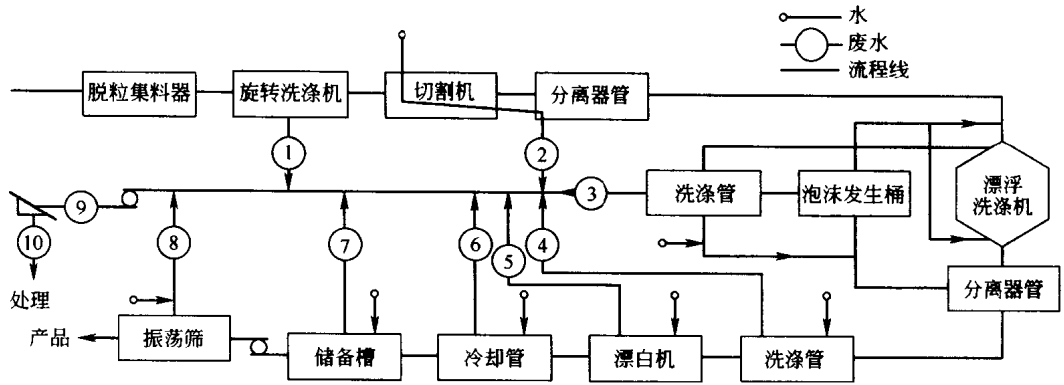 水
废水
流程线
脱粒集料器
旋转洗涤机
切割机
分离器管
1
2
3
洗涤管
泡沫发生桶
漂浮
洗涤机
9
10
8
7
6
5
4
处理
分离器管
产品
振荡筛
储备槽
冷却管
漂白机
洗涤管